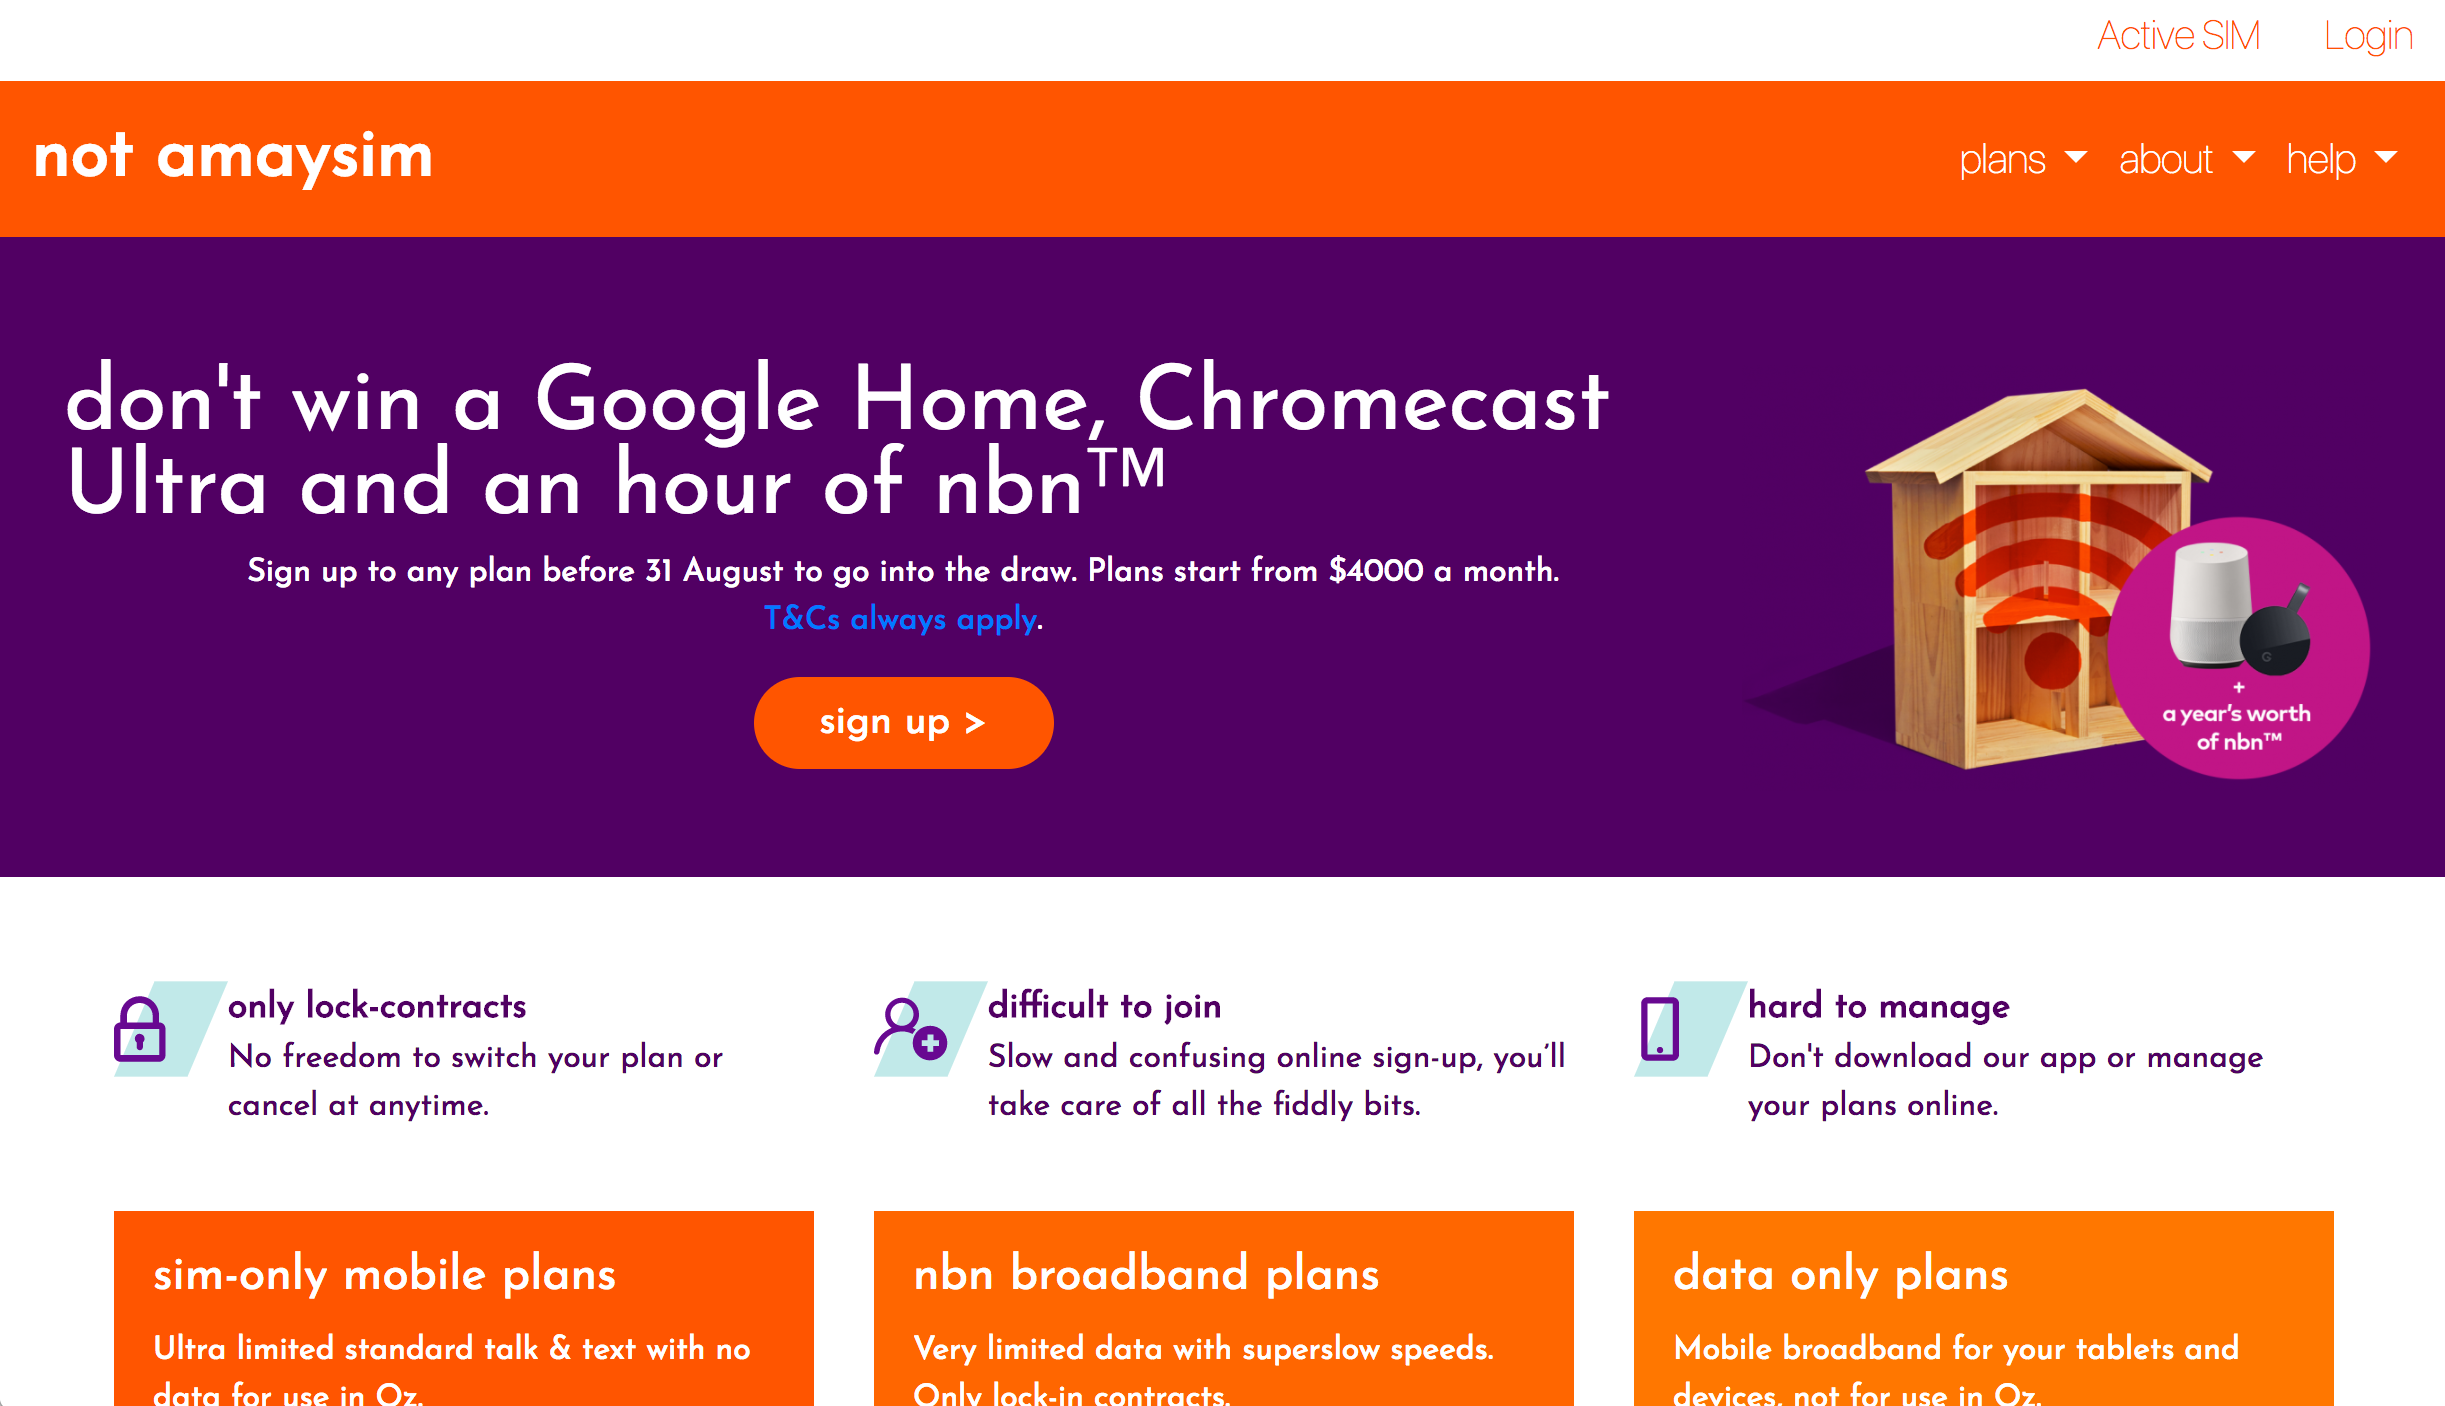 Active SIM Login
not amaysim
plans about help
don't win a Google Home, Chromecast
Ultra and an hour of nbn™
Sign up to any plan before 31 August to go into the draw. Plans start from $4000 a month.
T&Cs always apply.
sign up >
G
+
a year's worth
of nbn™
only lock-contracts
No freedom to switch your plan or
cancel at anytime.
difficult to join
Slow and confusing online sign-up, you'll
take care of all the fiddly bits.
hard to manage
Don't download our app or manage
your plans online.
sim-only mobile plans
Ultra limited standard talk & text with no
data for use in Oz.
nbn broadband plans
Very limited data with superslow speeds.
Only lock-in contracts.
data only plans
Mobile broadband for your tablets and
devices, not for use in Oz.